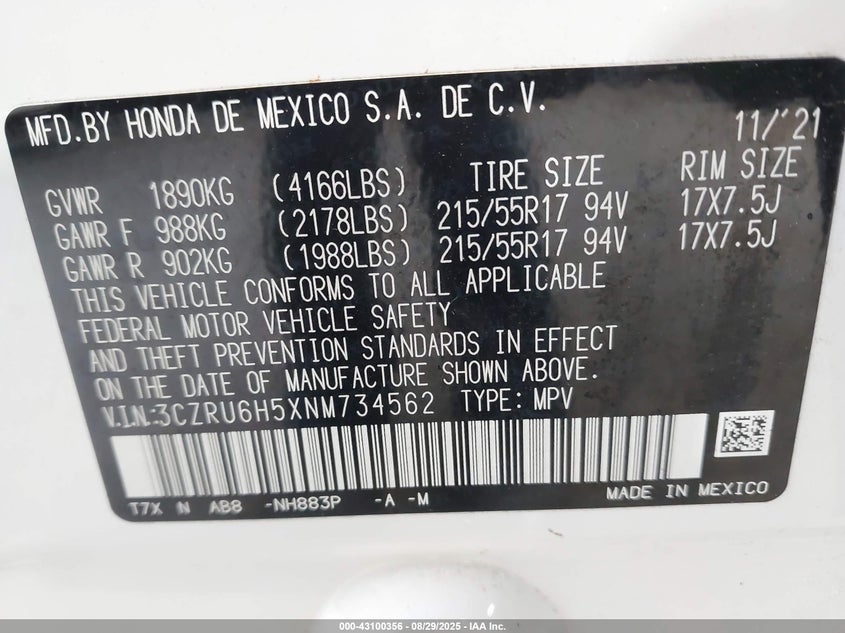 MFD.BY HONDA DE MEXICO S.A. DE C.V. 11/'21
GVWR 1890KG (4166LBS) TIRE SIZE RIM SIZE
GAWR F 988KG (2178LBS) 215/55R17 94V 17X7.5J
GAWR R 902KG (1988LBS) 215/55R17 94V 17X7.5J
THIS VEHICLE CONFORMS TO ALL APPLICABLE
FEDERAL MOTOR VEHICLE SAFETY
AND THEFT PREVENTION STANDARDS IN EFFECT
ON THE DATE OF MANUFACTURE SHOWN ABOVE.
V.I.N.:3CZRU6H5XNM734562 TYPE: MPV
T7X N AB8 -NH883P -A -M MADE IN MEXICO
000-43100356 - 08/29/2025 - IAA Inc.